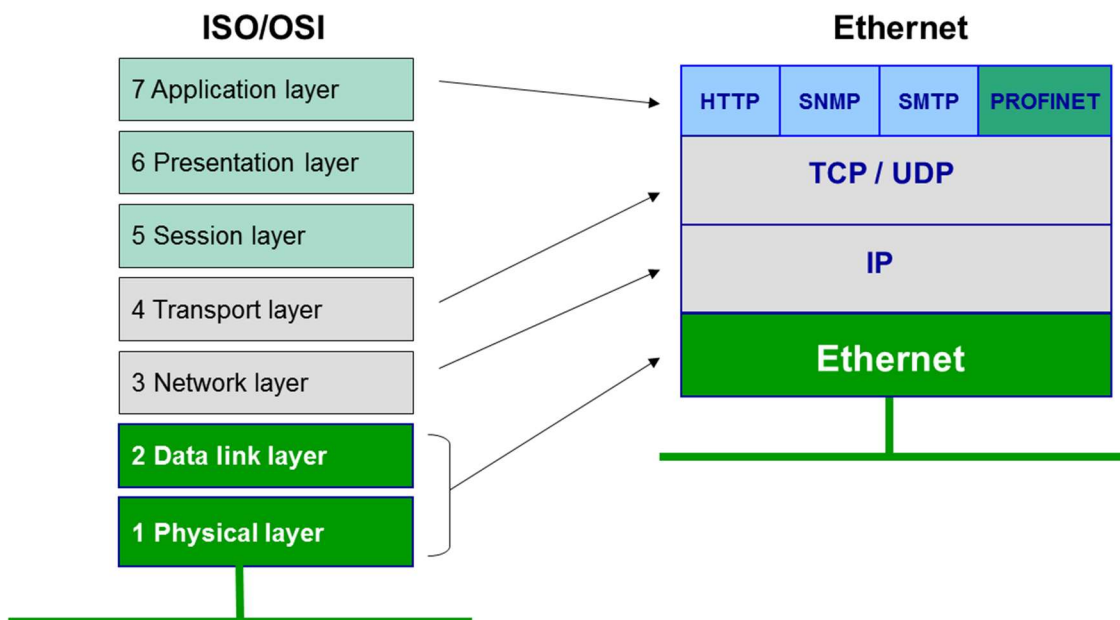 ISO/OSI
7 Application layer
6 Presentation layer
5 Session layer
4 Transport layer
3 Network layer
2 Data link layer
1 Physical layer
Ethernet
HTTP SNMP SMTP PROFINET
TCP / UDP
IP
Ethernet